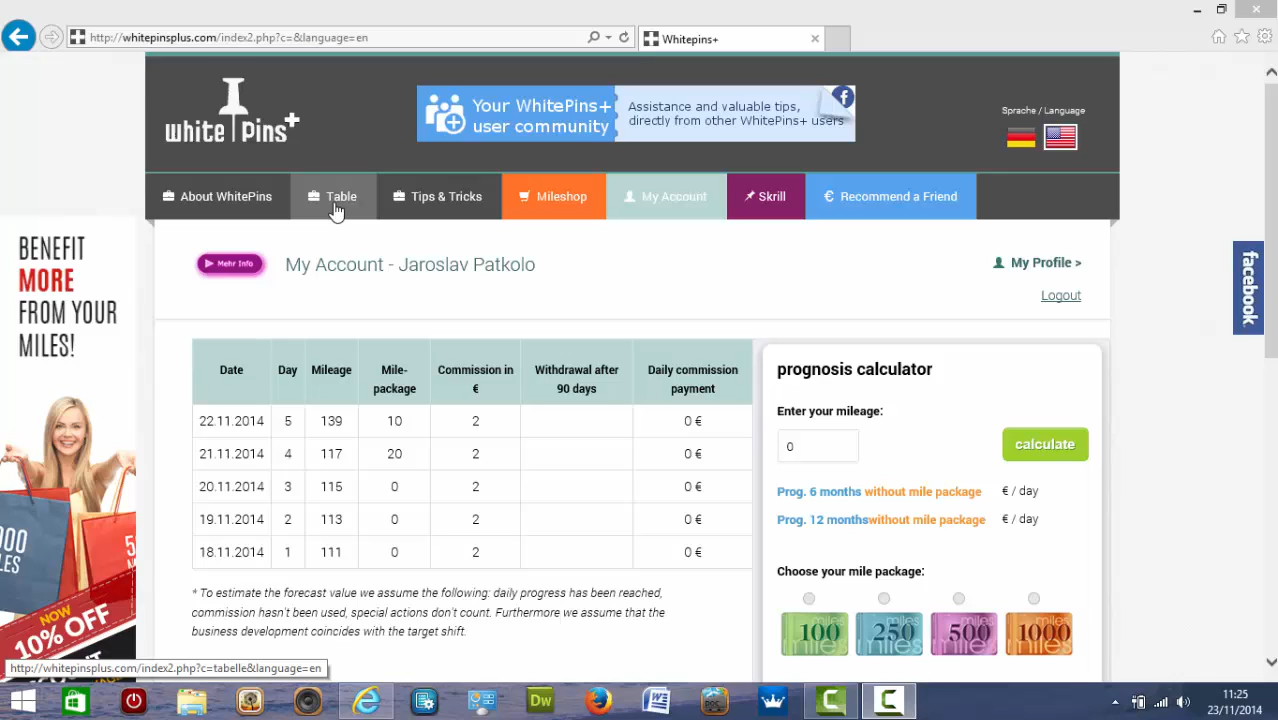 http://whitepinsplus.com/index2.php?c=&language=en
Whitepins+
white Pins+
Your WhitePins+
user community
Assistance and valuable tips,
directly from other WhitePins+ users
Sprache / Language
About WhitePins
Table
Tips & Tricks
Mileshop
My Account
Skrill
€ Recommend a Friend
BENEFIT
MORE
FROM YOUR
MILES!
Mehr Info
My Account - Jaroslav Patkolo
My Profile >
Logout
facebook
Date Day Mileage Mile-package Commission in € Withdrawal after 90 days Daily commission payment
22.11.2014 5 139 10 2 0 €
21.11.2014 4 117 20 2 0 €
20.11.2014 3 115 0 2 0 €
19.11.2014 2 113 0 2 0 €
18.11.2014 1 111 0 2 0 €
* To estimate the forecast value we assume the following: daily progress has been reached,
commission hasn't been used, special actions don't count. Furthermore we assume that
the business development coincides with the target shift.
prognosis calculator
Enter your mileage:
0
calculate
Prog. 6 months without mile package € / day
Prog. 12 monthswithout mile package € / day
Choose your mile package:
100 miles
250 miles
500 miles
1000 miles
NOW
10% OFF
http://whitepinsplus.com/index2.php?c=tabelle&language=en
Dw
11:25
23/11/2014